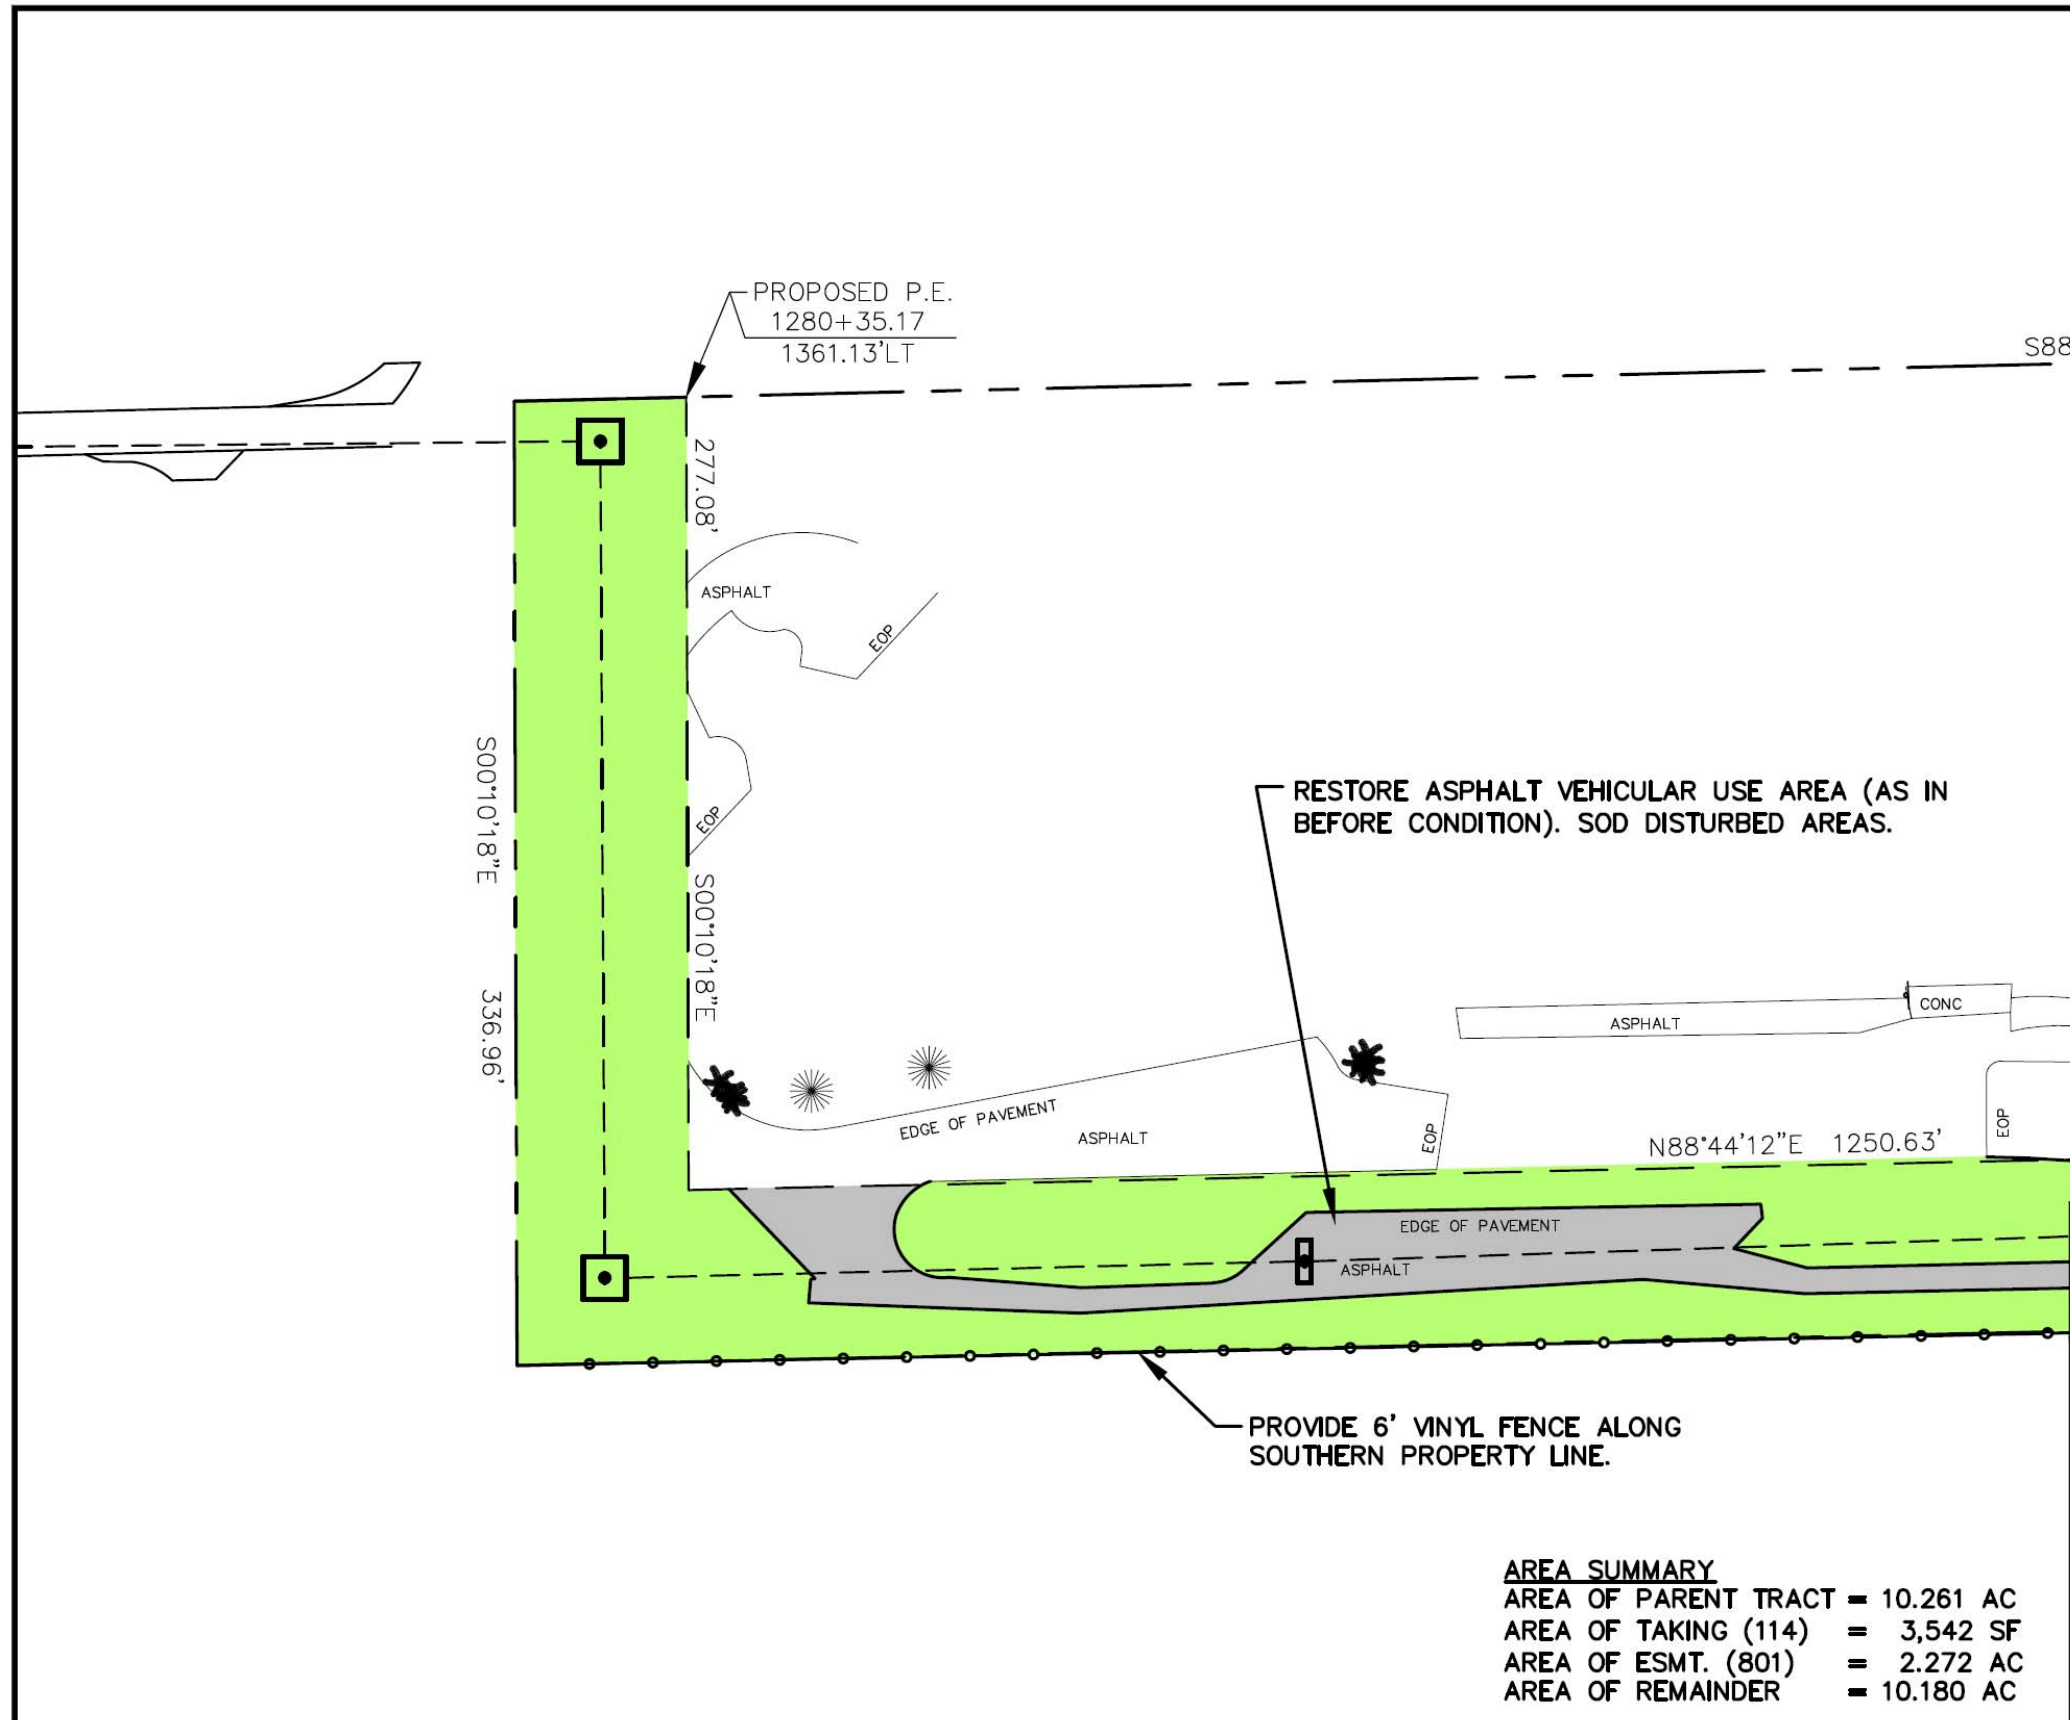 PROPOSED P.E.
1280+35.17
1361.13'LT
S88
277.08'
ASPHALT
EOP
S00°10'18"E
EOP
RESTORE ASPHALT VEHICULAR USE AREA (AS IN
BEFORE CONDITION). SOD DISTURBED AREAS.
S00°10'18"E
336.96'
CONC
ASPHALT
EDGE OF PAVEMENT
ASPHALT
EOP
EOP
N88°44'12"E 1250.63'
EDGE OF PAVEMENT
ASPHALT
PROVIDE 6' VINYL FENCE ALONG
SOUTHERN PROPERTY LINE.
AREA SUMMARY
AREA OF PARENT TRACT = 10.261 AC
AREA OF TAKING (114) = 3,542 SF
AREA OF ESMT. (801) = 2.272 AC
AREA OF REMAINDER = 10.180 AC